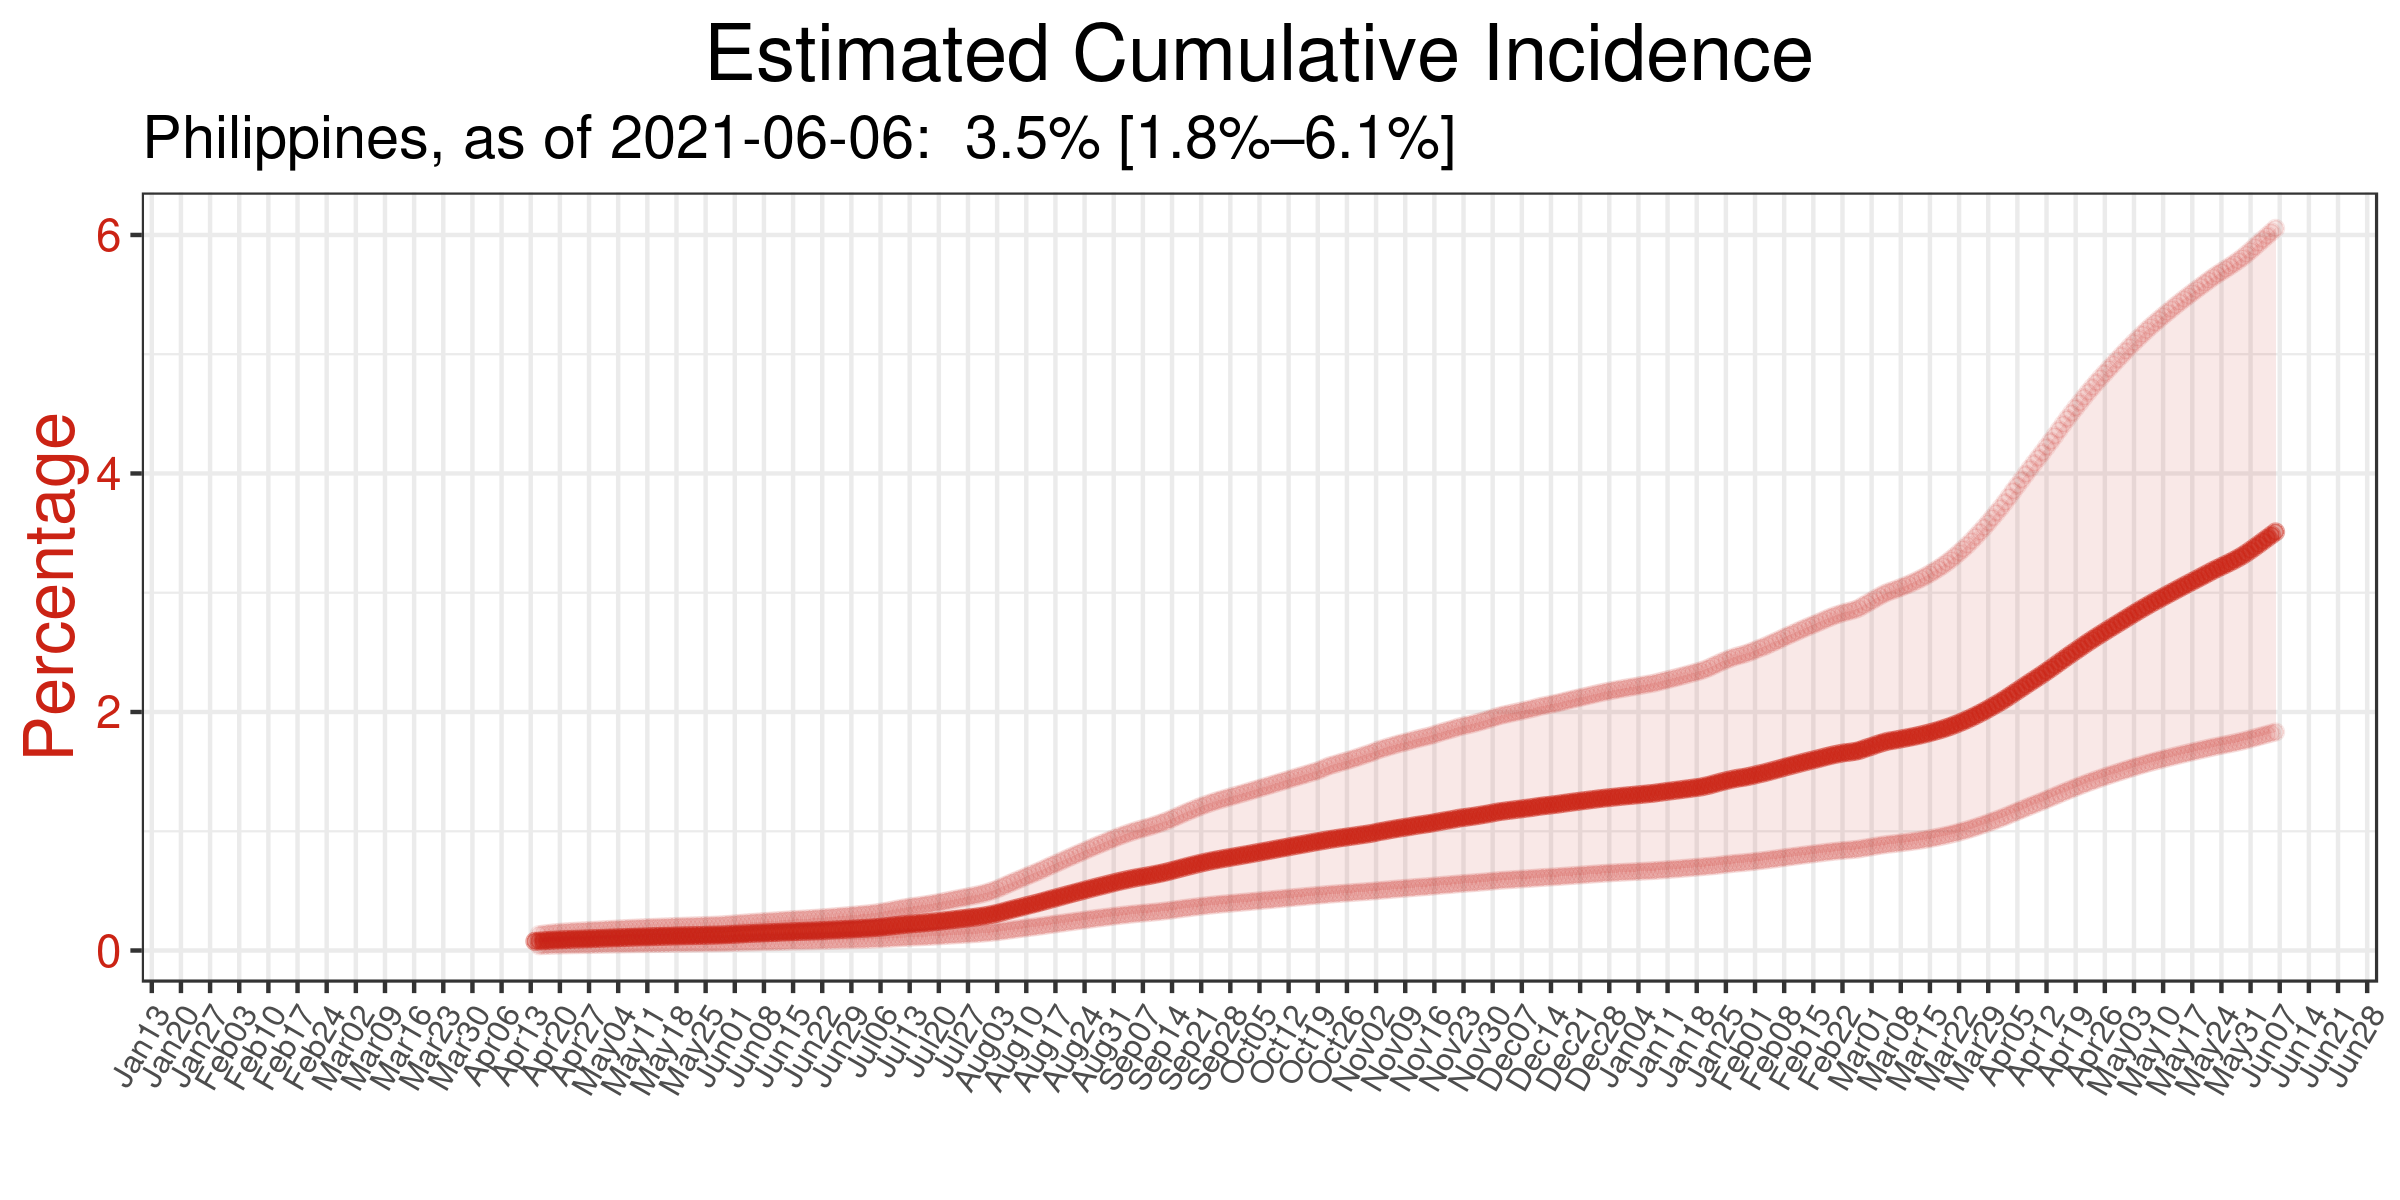 Estimated Cumulative Incidence
Philippines, as of 2021-06-06:  3.5% [1.8%–6.1%]
Percentage
6
4
2
0
Jan13
Jan20
Jan27
Feb03
Feb10
Feb17
Feb24
Mar02
Mar09
Mar16
Mar23
Mar30
Apr06
Apr13
Apr20
Apr27
May04
May11
May18
May25
Jun01
Jun08
Jun15
Jun22
Jun29
Jul06
Jul13
Jul20
Jul27
Aug03
Aug10
Aug17
Aug24
Aug31
Sep07
Sep14
Sep21
Sep28
Oct05
Oct12
Oct19
Oct26
Nov02
Nov09
Nov16
Nov23
Nov30
Dec07
Dec14
Dec21
Dec28
Jan04
Jan11
Jan18
Jan25
Feb01
Feb08
Feb15
Feb22
Mar01
Mar08
Mar15
Mar22
Mar29
Apr05
Apr12
Apr19
Apr26
May03
May10
May17
May24
May31
Jun07
Jun14
Jun21
Jun28